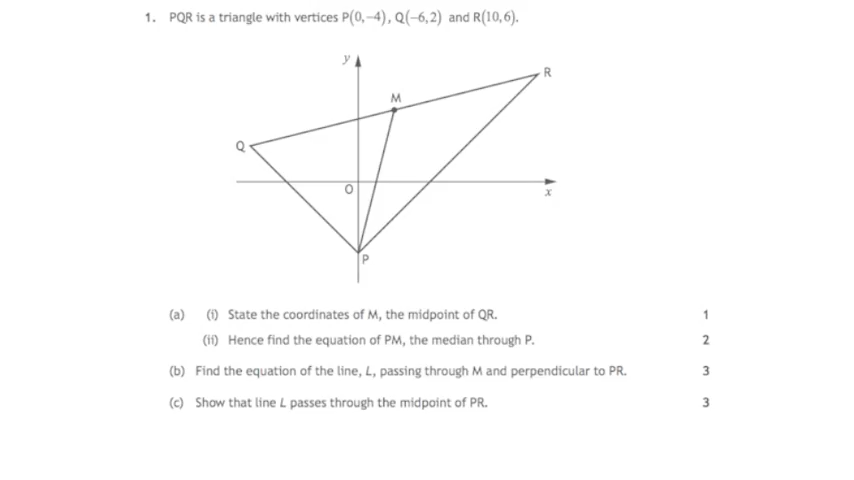 1. PQR is a triangle with vertices P(0,−4), Q(−6,2) and R(10,6).
y
R
M
Q
O
x
P
(a) (i) State the coordinates of M, the midpoint of QR. 1
(ii) Hence find the equation of PM, the median through P. 2
(b) Find the equation of the line, L, passing through M and perpendicular to PR. 3
(c) Show that line L passes through the midpoint of PR. 3